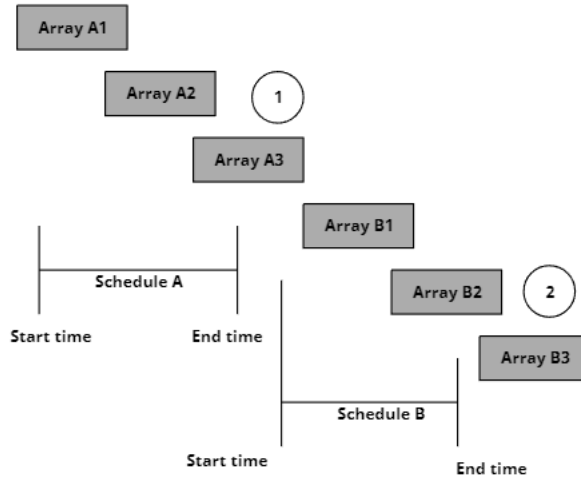 Array A1
Array A2
1
Array A3
Array B1
Schedule A
Array B2
2
Start time
End time
Array B3
Schedule B
Start time
End time